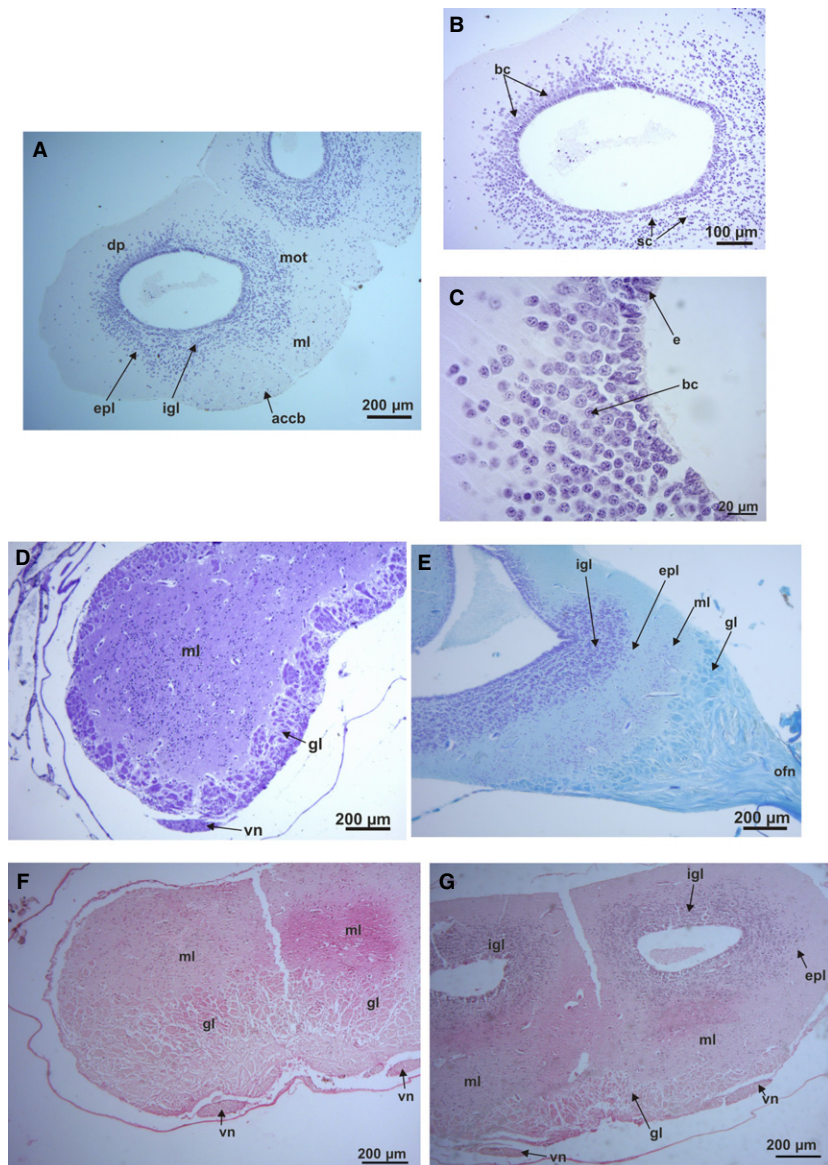 A
dp
mot
ml
epl
igl
accb
200 µm
B
bc
sc
100 µm
C
e
bc
20 µm
D
ml
gl
vn
200 µm
E
igl
epl
ml
gl
ofn
200 µm
F
ml
ml
gl
gl
vn
vn
200 µm
G
igl
igl
epl
ml
ml
vn
gl
vn
200 µm